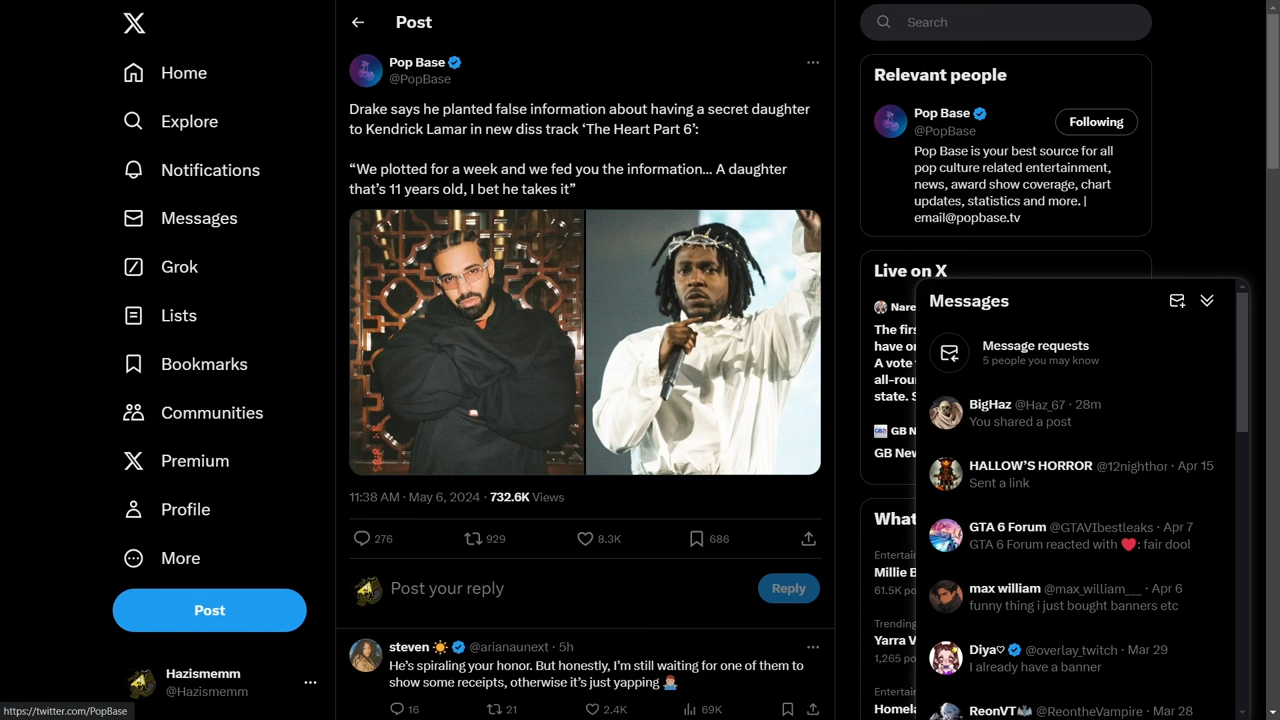 Home
Explore
Notifications
Messages
Grok
Lists
Bookmarks
Communities
Premium
Profile
More
Post
Hazismemm
@Hazismemm
https://twitter.com/PopBase
Post
Pop Base
@PopBase
Drake says he planted false information about having a secret daughter
to Kendrick Lamar in new diss track ‘The Heart Part 6’:
“We plotted for a week and we fed you the information... A daughter
that’s 11 years old, I bet he takes it”
11:38 AM · May 6, 2024 · 732.6K Views
276 929 8.3K 686
Post your reply
Reply
steven @arianaunext · 5h
He’s spiraling your honor. But honestly, I’m still waiting for one of them to
show some receipts, otherwise it’s just yapping
16 21 2.4K 69K
Search
Relevant people
Pop Base
@PopBase
Following
Pop Base is your best source for all
pop culture related entertainment,
news, award show coverage, chart
updates, statistics and more. |
email@popbase.tv
Live on X
Nare
The firs
have or
A vote
all-rou
state. S
GB N
GB New
What
Entertai
Millie B
61.5K po
Trending
Yarra V
1,265 po
Entertai
Homela
Messages
Message requests
5 people you may know
BigHaz @Haz_67 · 28m
You shared a post
HALLOW’S HORROR @12nighthor · Apr 15
Sent a link
GTA 6 Forum @GTAVIbestleaks · Apr 7
GTA 6 Forum reacted with ❤️: fair dool
max william @max_william___ · Apr 6
funny thing i just bought banners etc
Diya♡ @overlay_twitch · Mar 29
I already have a banner
ReonVT @ReontheVampire · Mar 28